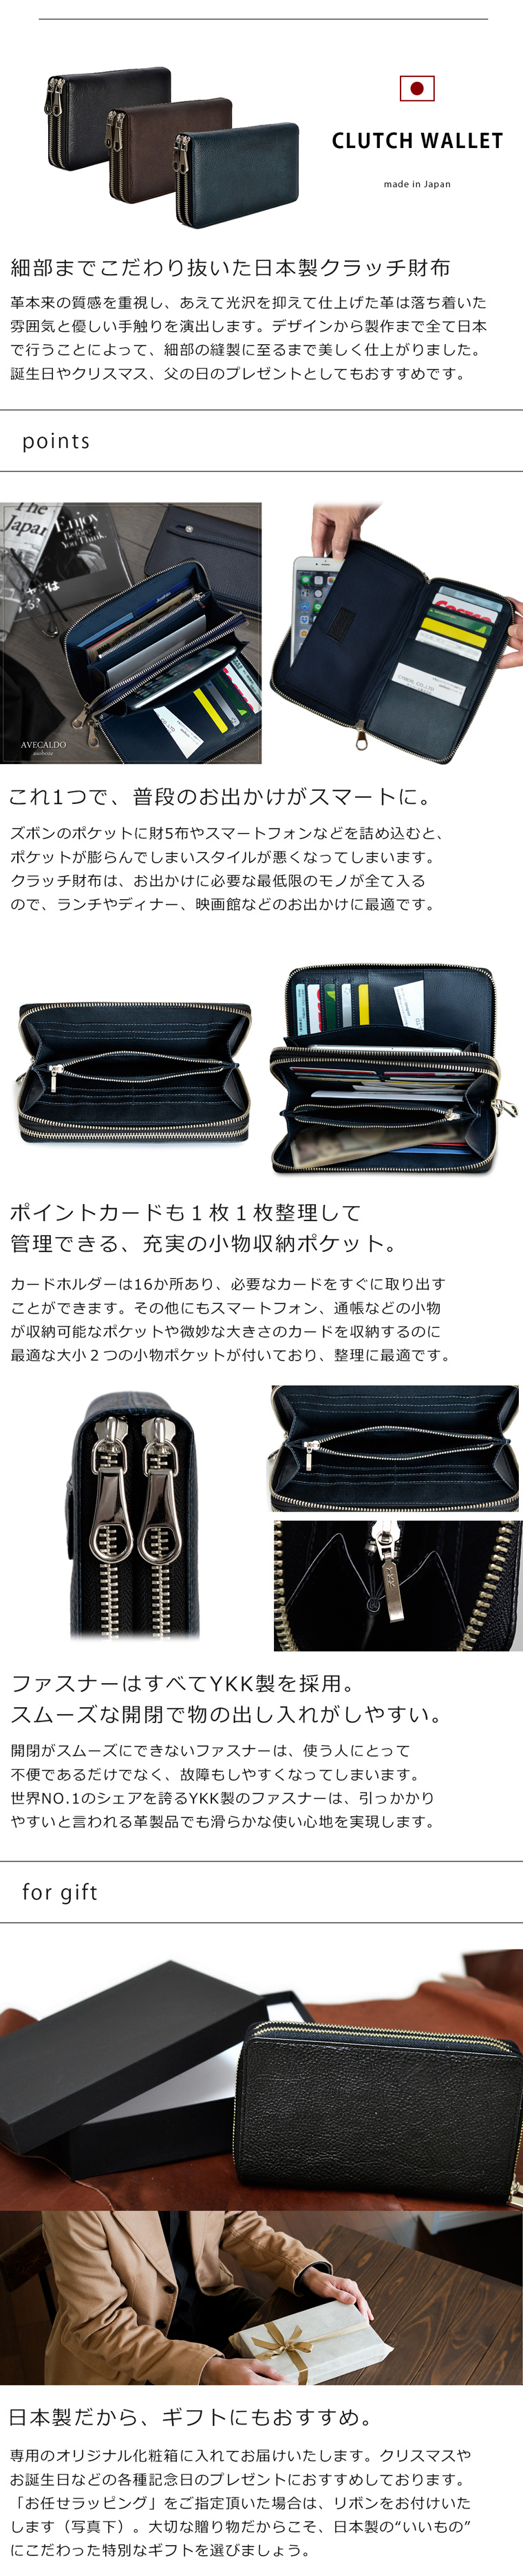 CLUTCH WALLET
made in Japan
細部までこだわり抜いた日本製クラッチ財布
革本来の質感を重視し、あえて光沢を抑えて仕上げた革は落ち着いた
雰囲気と優しい手触りを演出します。デザインから製作まで全て日本
で行うことによって、細部の縫製に至るまで美しく仕上がりました。
誕生日やクリスマス、父の日のプレゼントとしてもおすすめです。
points
The
Japan
Enjoy
Before
You Think.
AVECALDO
これ1つで、普段のお出かけがスマートに。
ズボンのポケットに財5布やスマートフォンなどを詰め込むと、
ポケットが膨らんでしまいスタイルが悪くなってしまいます。
クラッチ財布は、お出かけに必要な最低限のモノが全て入る
ので、ランチやディナー、映画館などのお出かけに最適です。
ポイントカードも１枚１枚整理して
管理できる、充実の小物収納ポケット。
カードホルダーは16か所あり、必要なカードをすぐに取り出す
ことができます。その他にもスマートフォン、通帳などの小物
が収納可能なポケットや微妙な大きさのカードを収納するのに
最適な大小２つの小物ポケットが付いており、整理に最適です。
YKK
ファスナーはすべてYKK製を採用。
スムーズな開閉で物の出し入れがしやすい。
開閉がスムーズにできないファスナーは、使う人にとって
不便であるだけでなく、故障もしやすくなってしまいます。
世界NO.1のシェアを誇るYKK製のファスナーは、引っかかり
やすいと言われる革製品でも滑らかな使い心地を実現します。
for gift
日本製だから、ギフトにもおすすめ。
専用のオリジナル化粧箱に入れてお届けいたします。クリスマスや
お誕生日などの各種記念日のプレゼントにおすすめしております。
「お任せラッピング」をご指定頂いた場合は、リボンをお付けいた
します（写真下）。大切な贈り物だからこそ、日本製の“いいもの”
にこだわった特別なギフトを選びましょう。